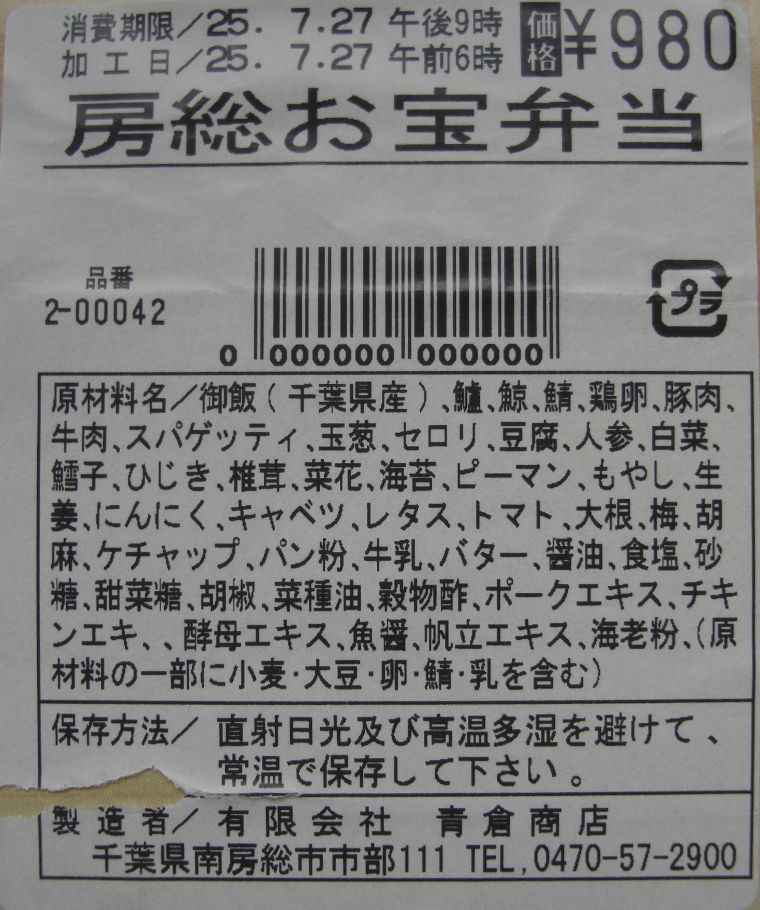 消費期限／25. 7.27 午後9時
加工日／25. 7.27 午前6時
価格 ¥980
房総お宝弁当
品番
2-00042
0 000000 000000
プラ
原材料名／御飯(千葉県産)、鱸、鯨、鯖、鶏卵、豚肉、
牛肉、スパゲッティ、玉葱、セロリ、豆腐、人参、白菜、
鱈子、ひじき、椎茸、菜花、海苔、ピーマン、もやし、生
姜、にんにく、キャベツ、レタス、トマト、大根、梅、胡
麻、ケチャップ、パン粉、牛乳、バター、醤油、食塩、砂
糖、甜菜糖、胡椒、菜種油、穀物酢、ポークエキス、チキ
ンエキ、、酵母エキス、魚醤、帆立エキス、海老粉、(原
材料の一部に小麦・大豆・卵・鯖・乳を含む)
保存方法／ 直射日光及び高温多湿を避けて、
常温で保存して下さい。
製造者／有限会社 青倉商店
千葉県南房総市市部111 TEL,0470-57-2900